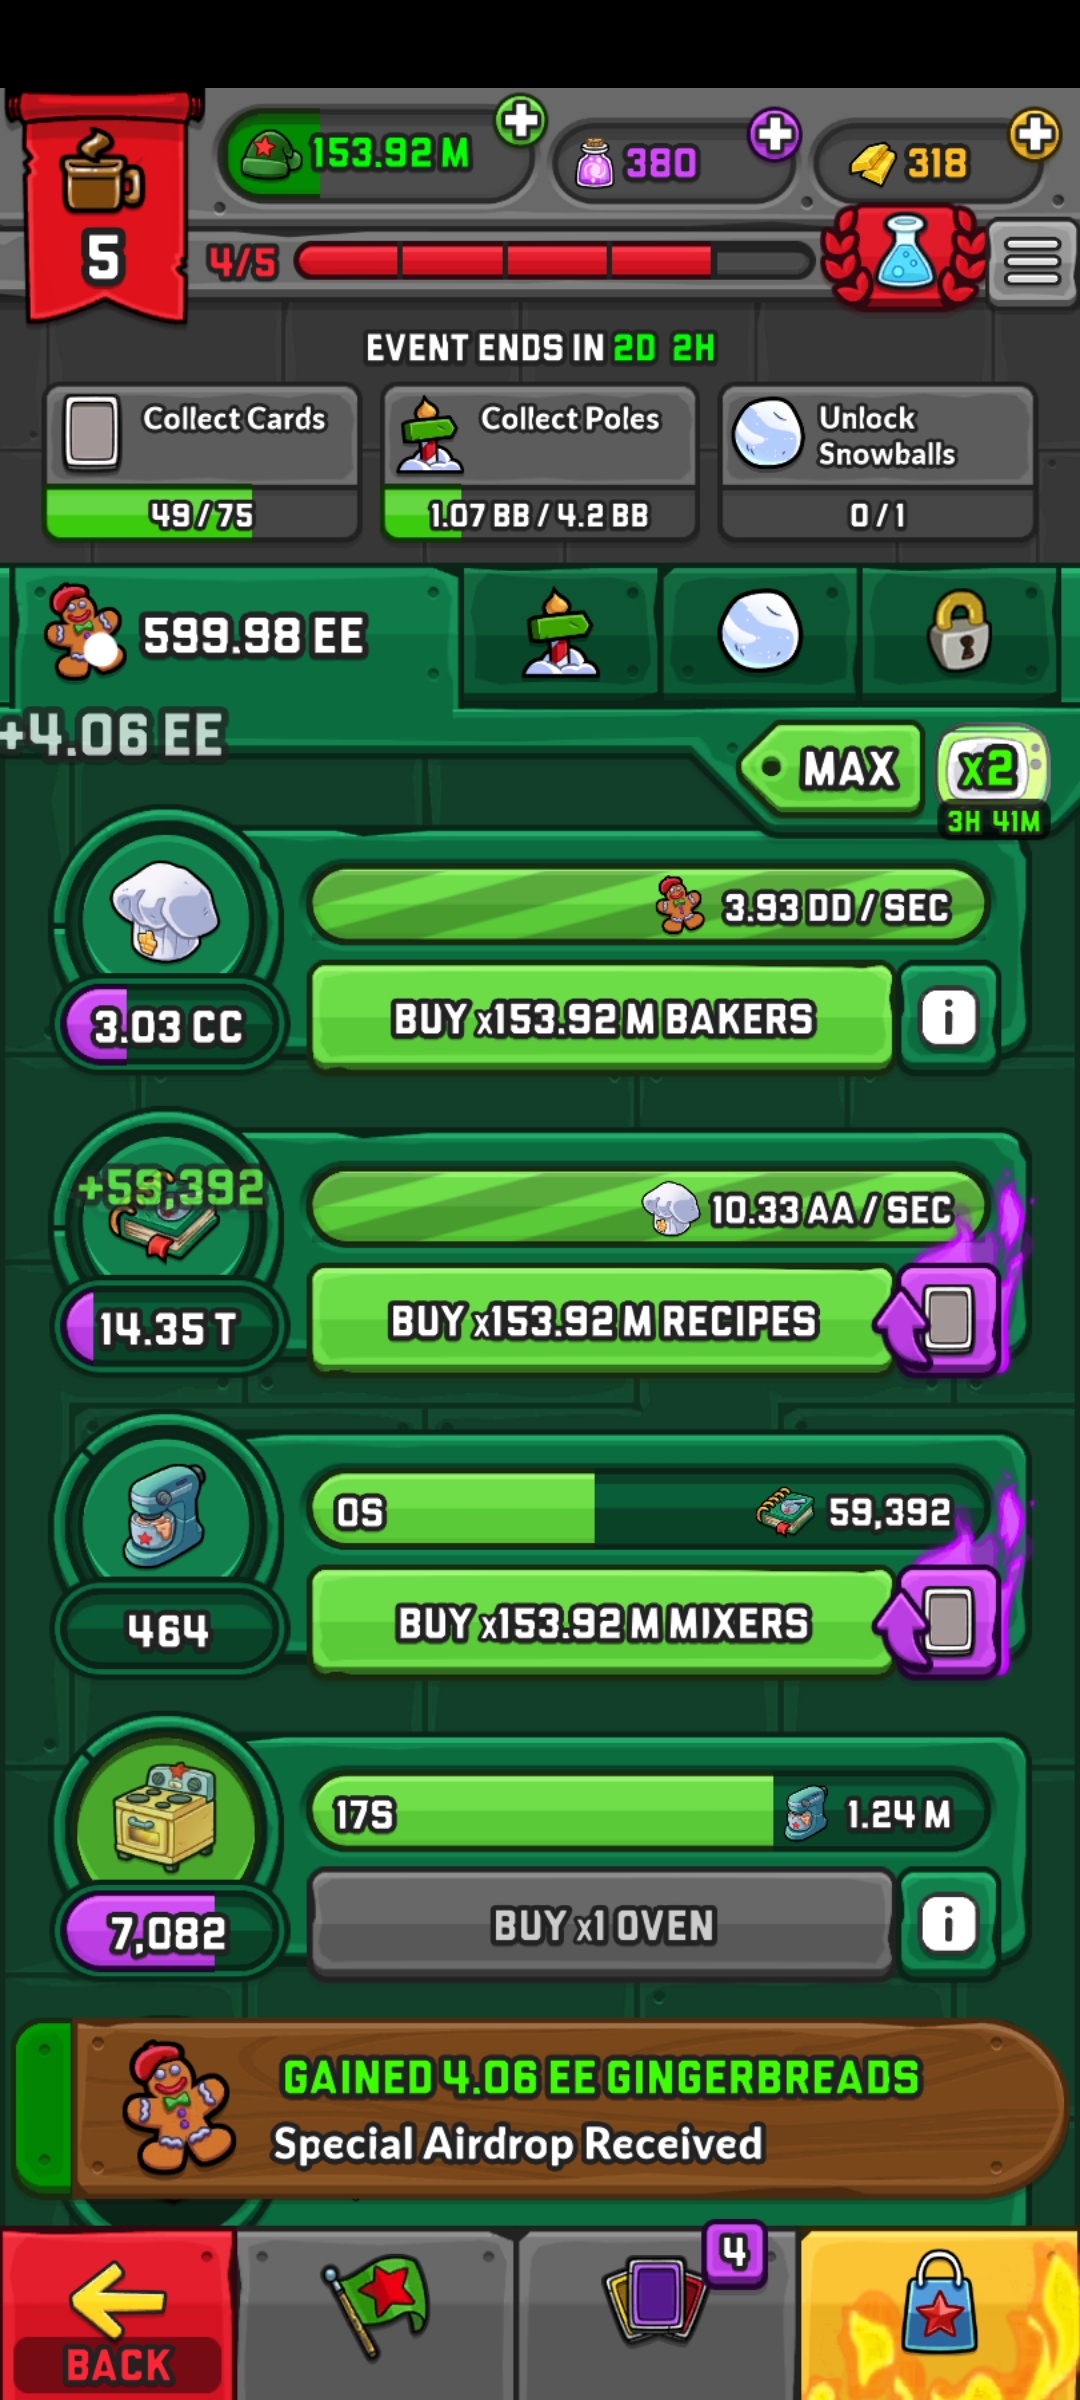 153.92 M
380
318
5
4/5
EVENT ENDS IN 2D 2H
Collect Cards
49/75
Collect Poles
1.07 BB / 4.2 BB
Unlock
Snowballs
0/1
599.98 EE
+4.06 EE
MAX
x2
3H 41M
3.93 DD / SEC
3.03 CC
BUY x153.92 M BAKERS
i
+59,392
10.33 AA / SEC
14.35 T
BUY x153.92 M RECIPES
0S
59,392
464
BUY x153.92 M MIXERS
17S
1.24 M
7,082
BUY x1 OVEN
i
GAINED 4.06 EE GINGERBREADS
Special Airdrop Received
4
BACK